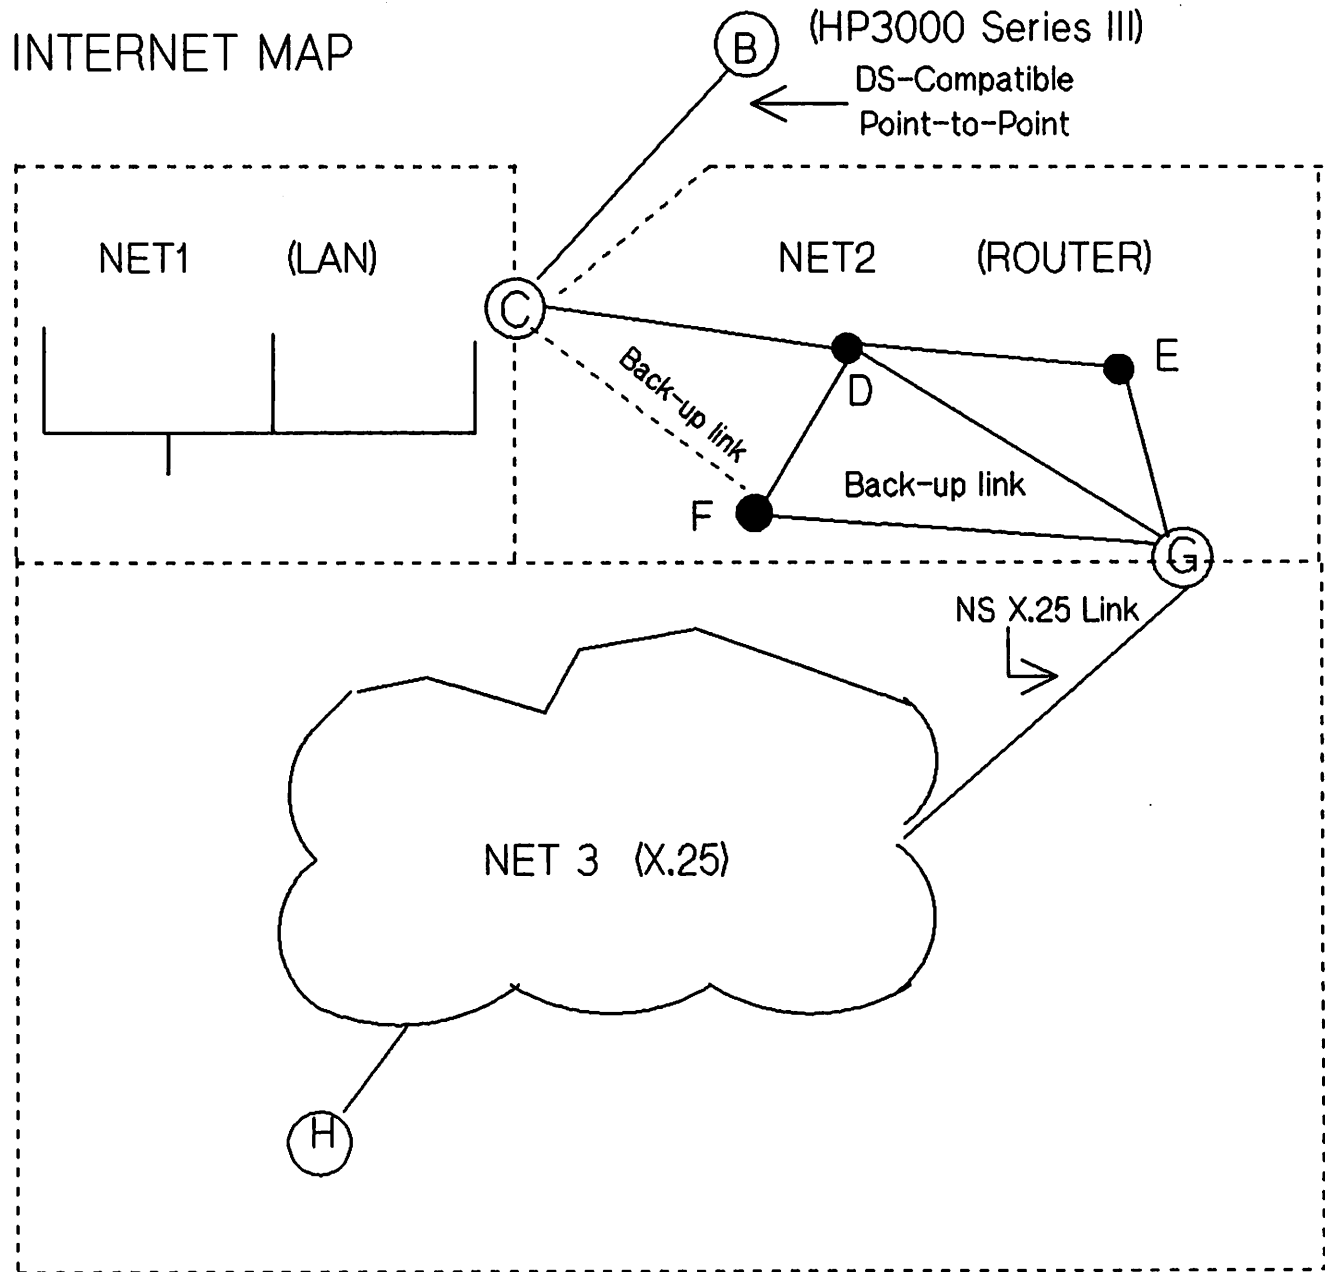 INTERNET MAP
B
(HP3000 Series III)
DS-Compatible
Point-to-Point
NET1 (LAN)
NET2 (ROUTER)
C
Back-up link
D
E
F
Back-up link
G
NS X.25 Link
NET 3 (X.25)
H